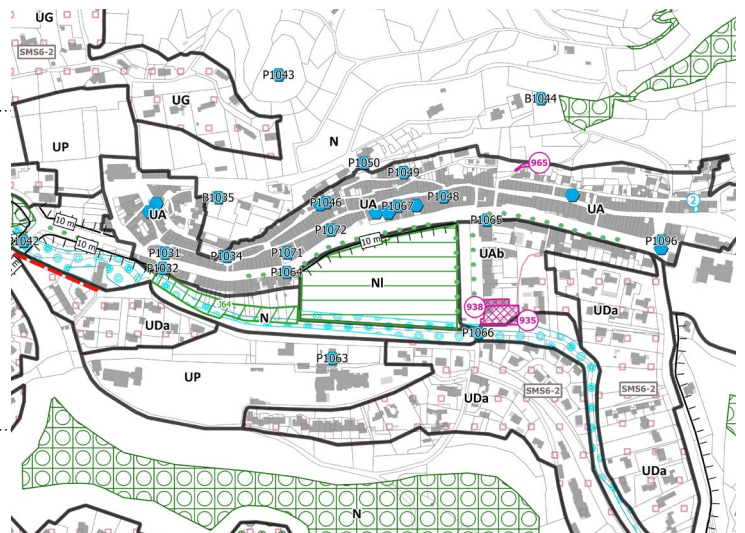 UG
SMS6-2
P1043
B1044
UG
N
UP
965
P1050
P1049
B1035
P1048
P1046
2
UA
P1067
UA
UA
P1065
10 m
P1072
P1042
10 m
P1031
P1034
P1071
10 m
UAb
P1096
P1032
P1064
Nl
J64
N
938
935
UDa
UDa
P1066
P1063
UP
SMS6-2
SMS6-2
UDa
UDa
N